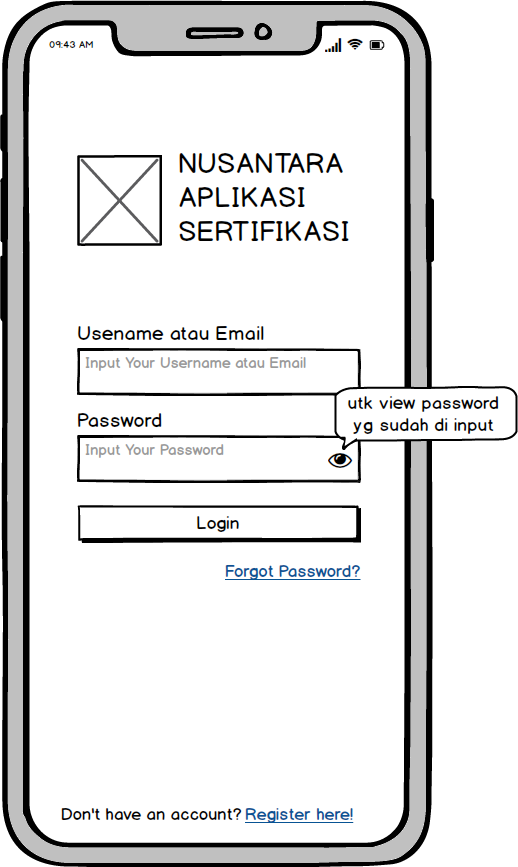 09:43 AM
NUSANTARA
APLIKASI
SERTIFIKASI
Usename atau Email
Input Your Username atau Email
utk view password
yg sudah di input
Password
Input Your Password
Login
Forgot Password?
Don't have an account? Register here!